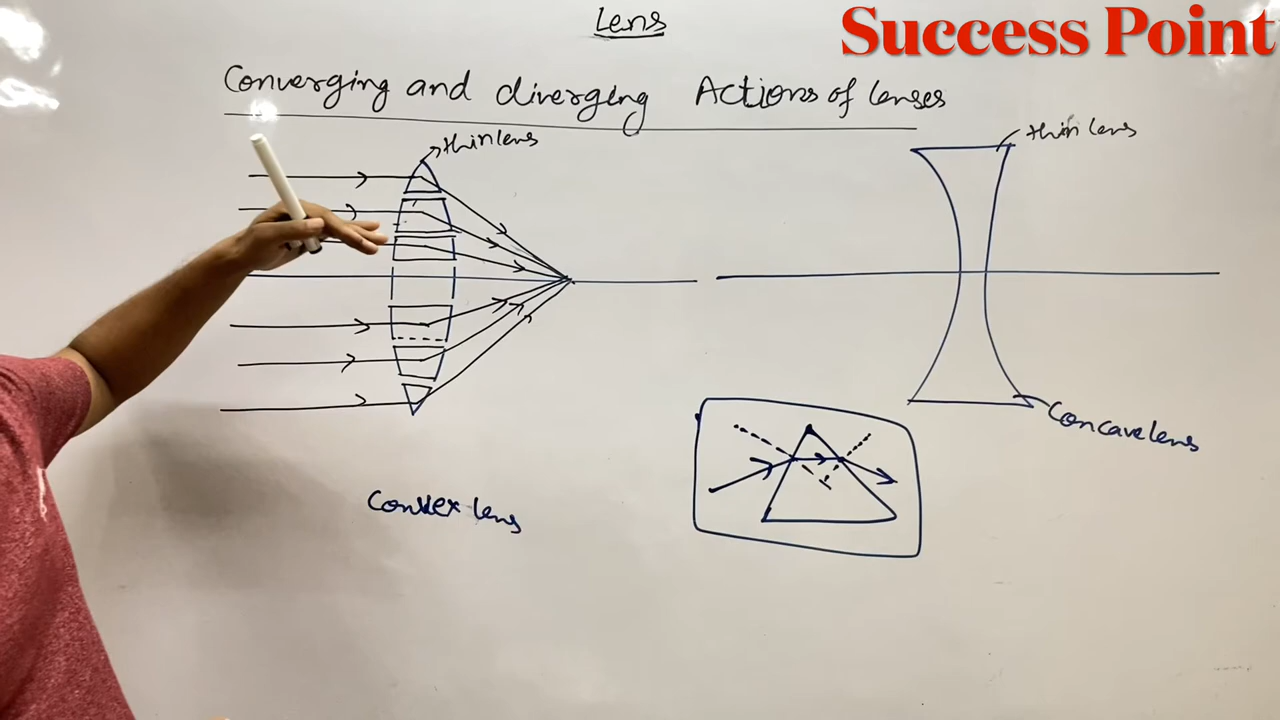 Lens
Success Point
Converging and diverging Actions of lenses
thin lens
thin lens
Concave lens
Convex lens